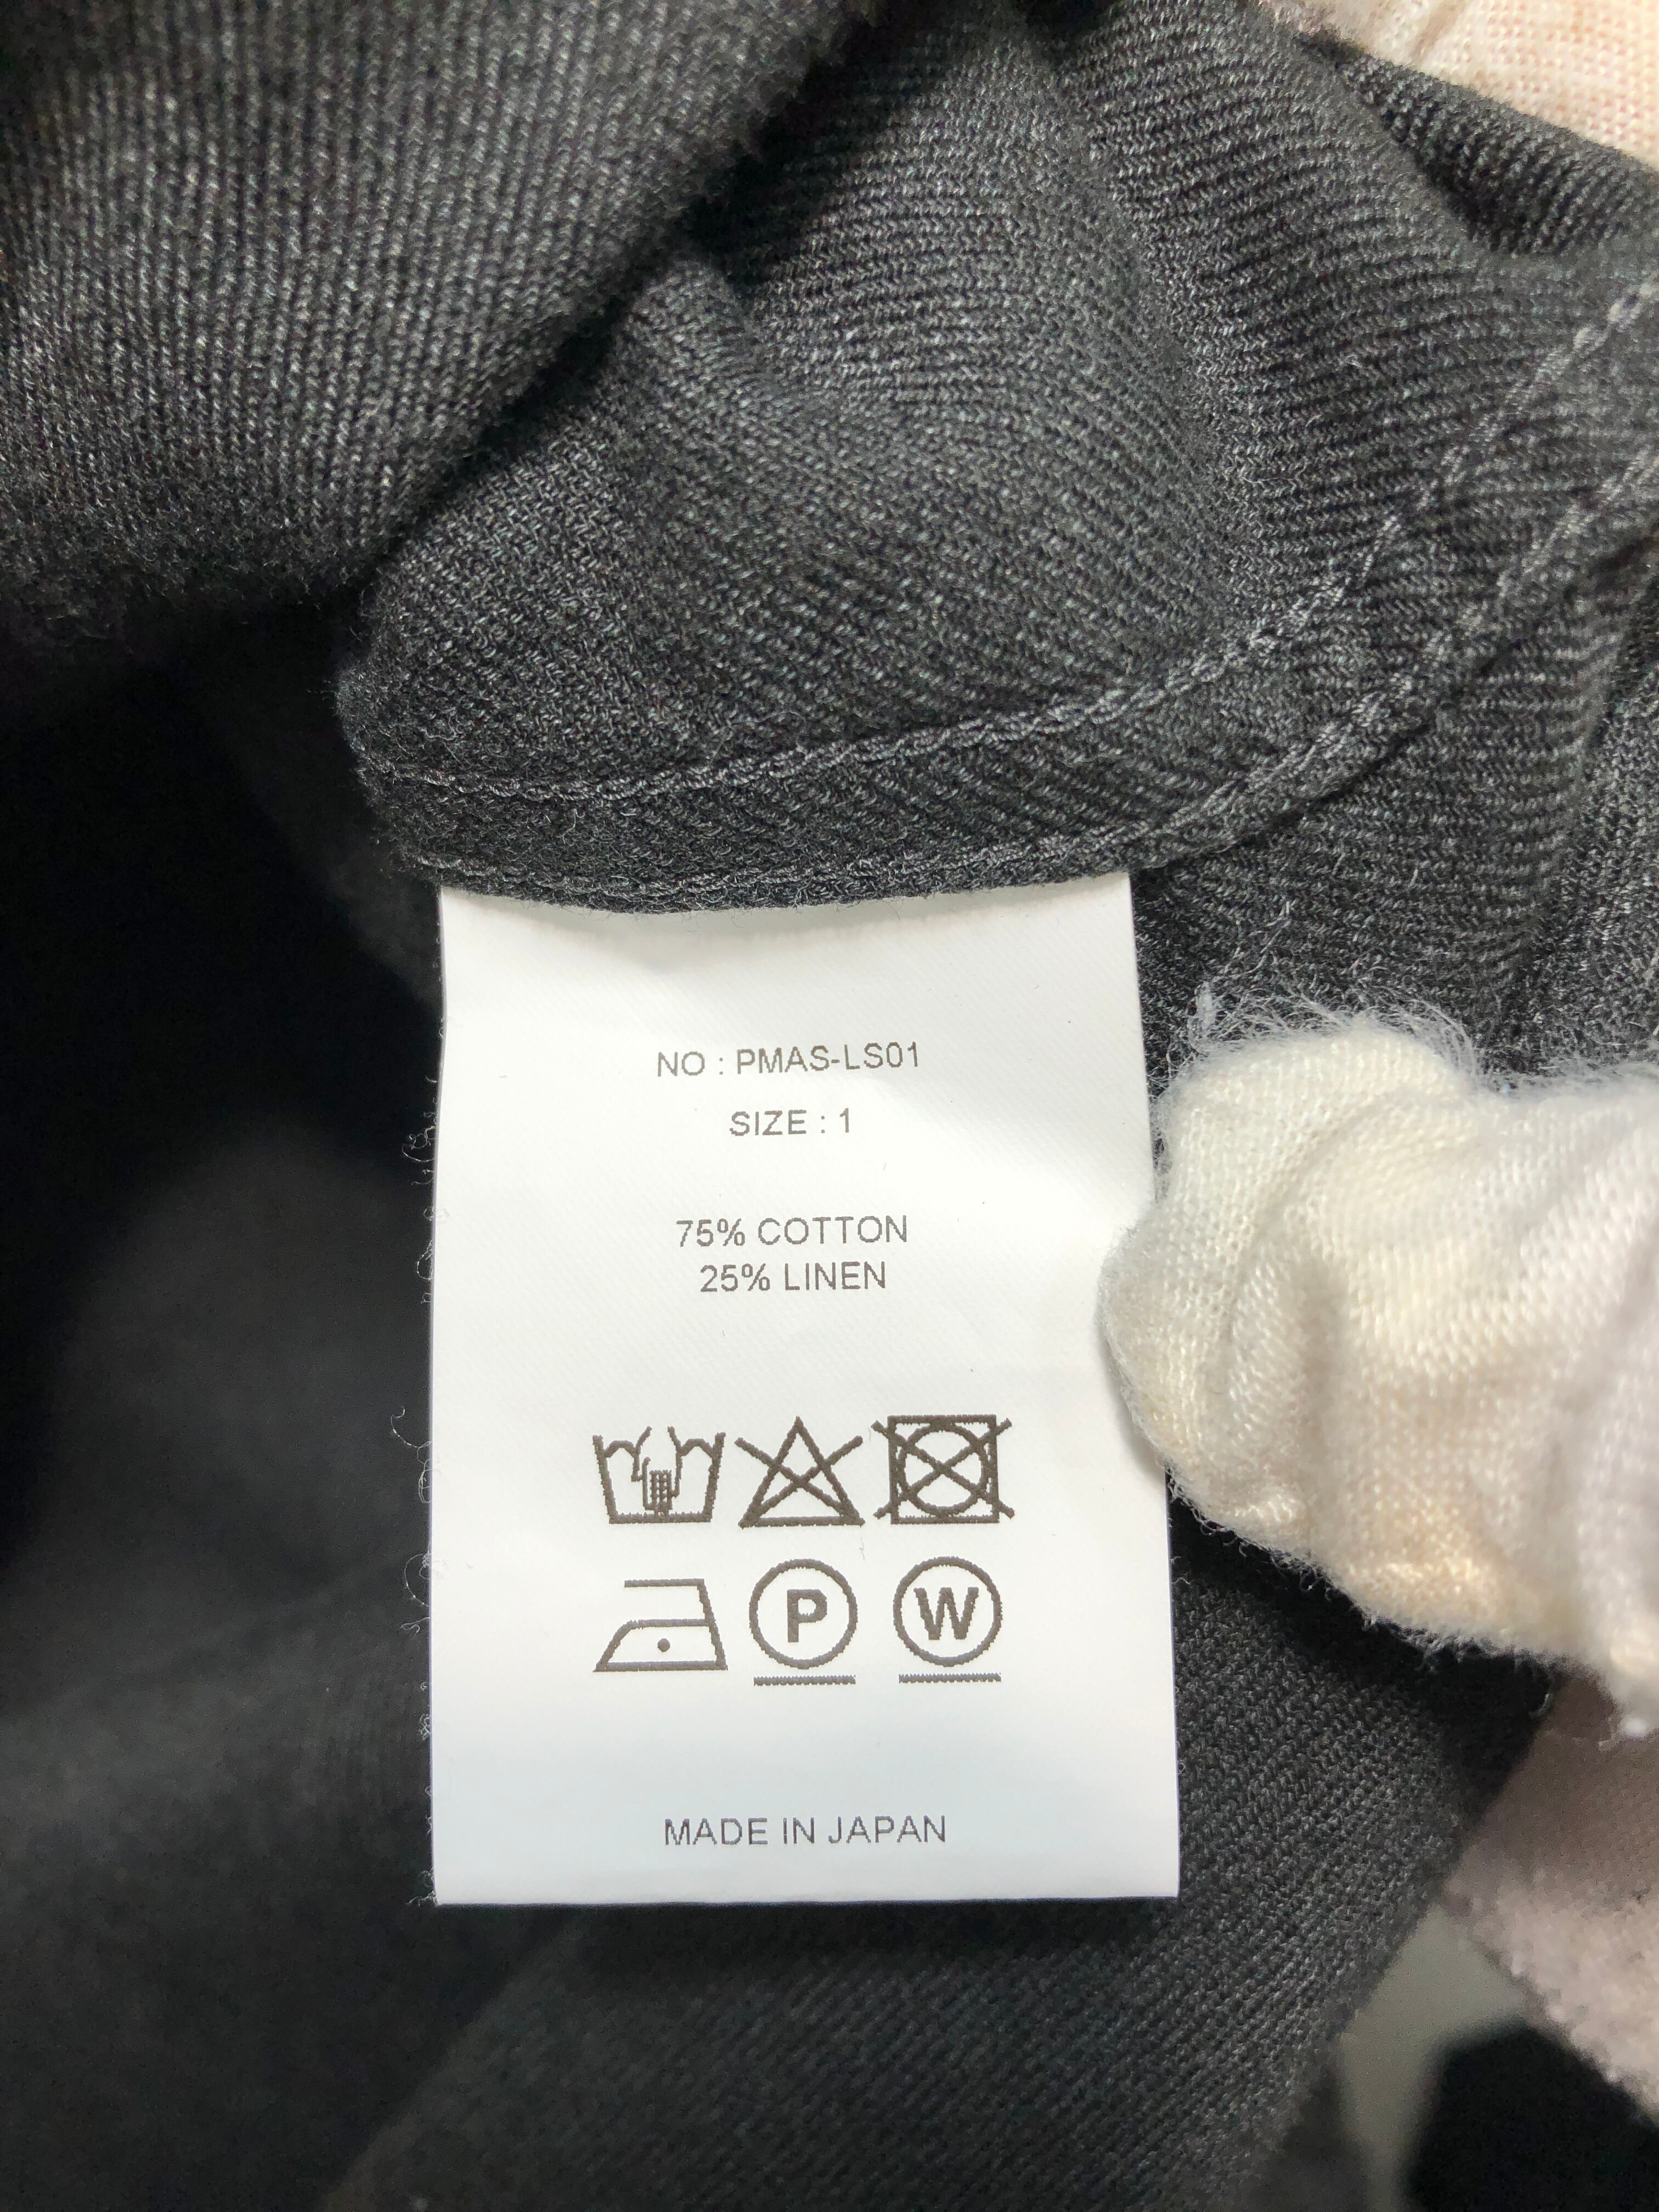 NO : PMAS-LS01
SIZE : 1
75% COTTON
25% LINEN
P W
MADE IN JAPAN